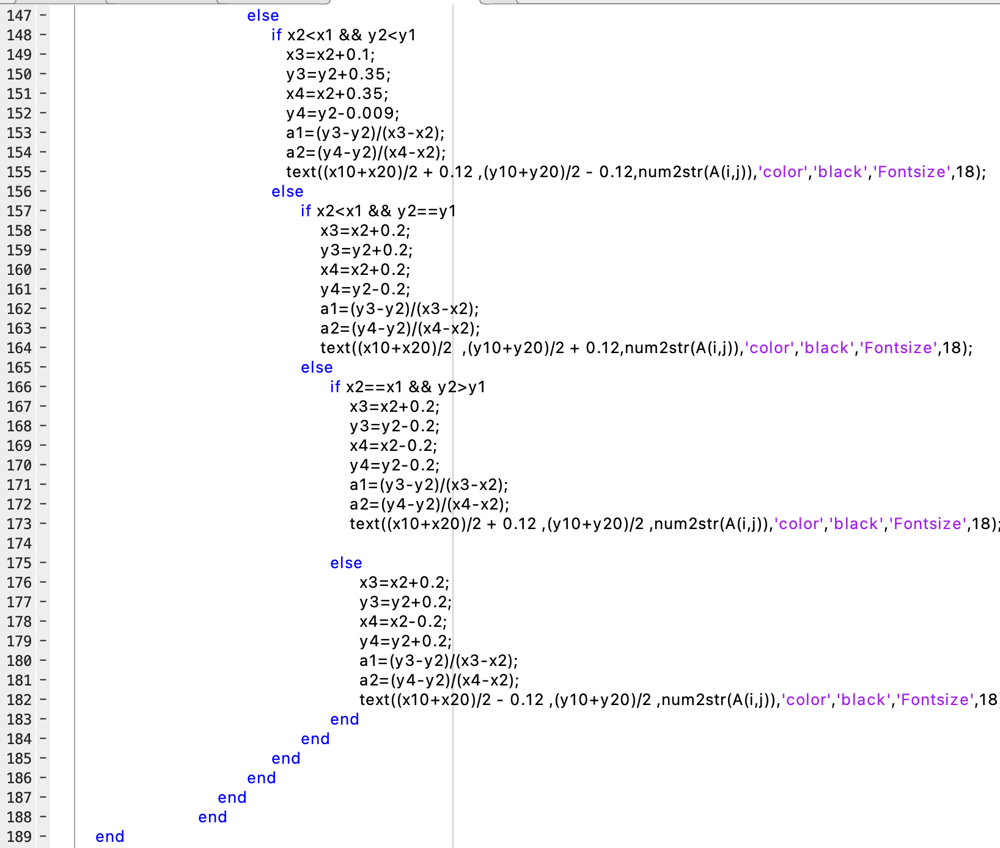 147 - else
148 - if x2<x1 && y2<y1
149 - x3=x2+0.1;
150 - y3=y2+0.35;
151 - x4=x2+0.35;
152 - y4=y2-0.009;
153 - a1=(y3-y2)/(x3-x2);
154 - a2=(y4-y2)/(x4-x2);
155 - text((x10+x20)/2 + 0.12 ,(y10+y20)/2 - 0.12,num2str(A(i,j)),'color','black','Fontsize',18);
156 - else
157 - if x2<x1 && y2==y1
158 - x3=x2+0.2;
159 - y3=y2+0.2;
160 - x4=x2+0.2;
161 - y4=y2-0.2;
162 - a1=(y3-y2)/(x3-x2);
163 - a2=(y4-y2)/(x4-x2);
164 - text((x10+x20)/2  ,(y10+y20)/2 + 0.12,num2str(A(i,j)),'color','black','Fontsize',18);
165 - else
166 - if x2==x1 && y2>y1
167 - x3=x2+0.2;
168 - y3=y2-0.2;
169 - x4=x2-0.2;
170 - y4=y2-0.2;
171 - a1=(y3-y2)/(x3-x2);
172 - a2=(y4-y2)/(x4-x2);
173 - text((x10+x20)/2 + 0.12 ,(y10+y20)/2 ,num2str(A(i,j)),'color','black','Fontsize',18);
174
175 - else
176 - x3=x2+0.2;
177 - y3=y2+0.2;
178 - x4=x2-0.2;
179 - y4=y2+0.2;
180 - a1=(y3-y2)/(x3-x2);
181 - a2=(y4-y2)/(x4-x2);
182 - text((x10+x20)/2 - 0.12 ,(y10+y20)/2 ,num2str(A(i,j)),'color','black','Fontsize',18)
183 - end
184 - end
185 - end
186 - end
187 - end
188 - end
189 - end